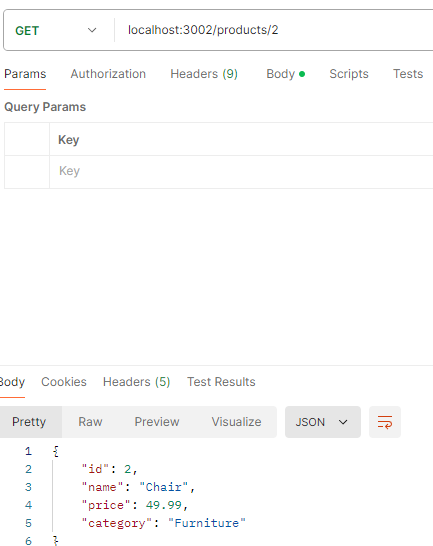 GET localhost:3002/products/2
Params Authorization Headers (9) Body Scripts Tests
Query Params
Key
Key
Body Cookies Headers (5) Test Results
Pretty Raw Preview Visualize JSON
1 {
2 "id": 2,
3 "name": "Chair",
4 "price": 49.99,
5 "category": "Furniture"
6 }